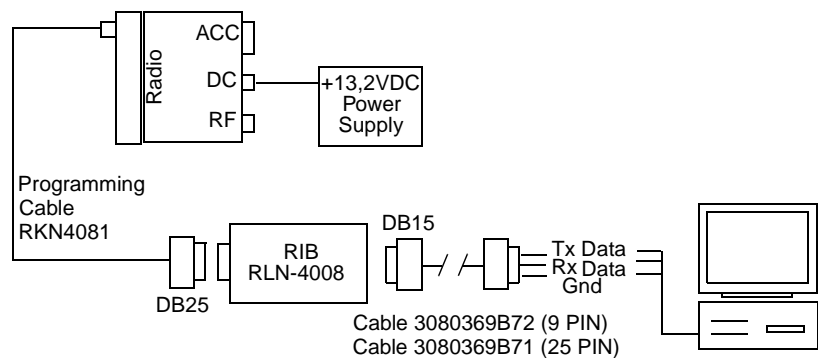 ACC
Radio
DC
+13,2VDC
Power
Supply
RF
Programming
Cable
RKN4081
DB15
RIB
RLN-4008
Tx Data
Rx Data
Gnd
DB25
Cable 3080369B72 (9 PIN)
Cable 3080369B71 (25 PIN)